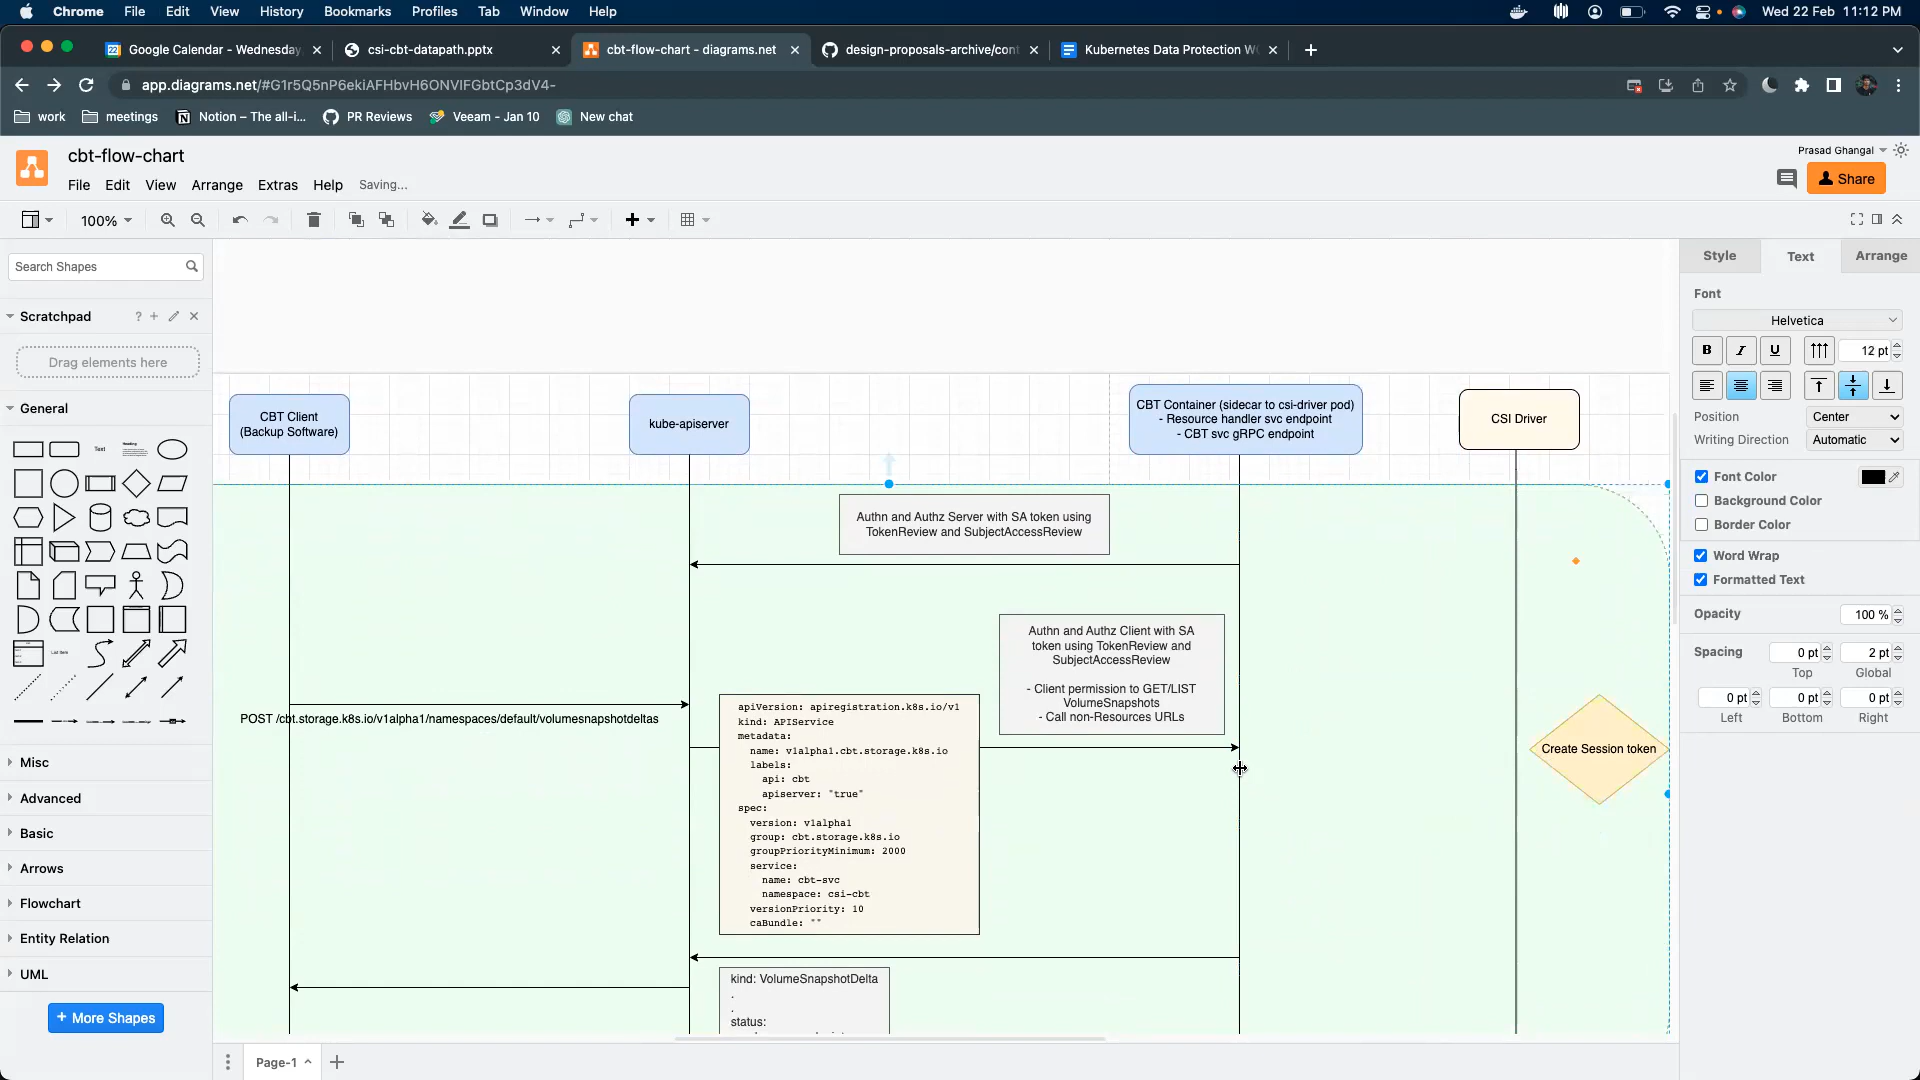 Chrome File Edit View History Bookmarks Profiles Tab Window Help Wed 22 Feb 11:12 PM
22 Google Calendar - Wednesday, csi-cbt-datapath.pptx cbt-flow-chart - diagrams.net design-proposals-archive/cont Kubernetes Data Protection W
app.diagrams.net/#G1r5Q5nP6ekiAFHbvH6ONVlFGbtCp3dV4-
work meetings Notion – The all-i... PR Reviews Veeam - Jan 10 New chat
cbt-flow-chart
Prasad Ghangal
File Edit View Arrange Extras Help Saving...
Share
100%
Search Shapes
Scratchpad ?
Drag elements here
General
Text
Heading
List Item
Misc
Advanced
Basic
Arrows
Flowchart
Entity Relation
UML
+ More Shapes
CBT Client
(Backup Software)
kube-apiserver
CBT Container (sidecar to csi-driver pod)
- Resource handler svc endpoint
- CBT svc gRPC endpoint
CSI Driver
Authn and Authz Server with SA token using
TokenReview and SubjectAccessReview
Authn and Authz Client with SA
token using TokenReview and
SubjectAccessReview
- Client permission to GET/LIST
VolumeSnapshots
- Call non-Resources URLs
POST /cbt.storage.k8s.io/v1alpha1/namespaces/default/volumesnapshotdeltas
apiVersion: apiregistration.k8s.io/v1
kind: APIService
metadata:
name: v1alpha1.cbt.storage.k8s.io
labels:
api: cbt
apiserver: "true"
spec:
version: v1alpha1
group: cbt.storage.k8s.io
groupPriorityMinimum: 2000
service:
name: cbt-svc
namespace: csi-cbt
versionPriority: 10
caBundle: ""
Create Session token
kind: VolumeSnapshotDelta
.
.
status:
Page-1
Style Text Arrange
Font
Helvetica
B I U 12 pt
Position Center
Writing Direction Automatic
Font Color
Background Color
Border Color
Word Wrap
Formatted Text
Opacity 100 %
Spacing 0 pt 2 pt
Top Global
0 pt 0 pt 0 pt
Left Bottom Right